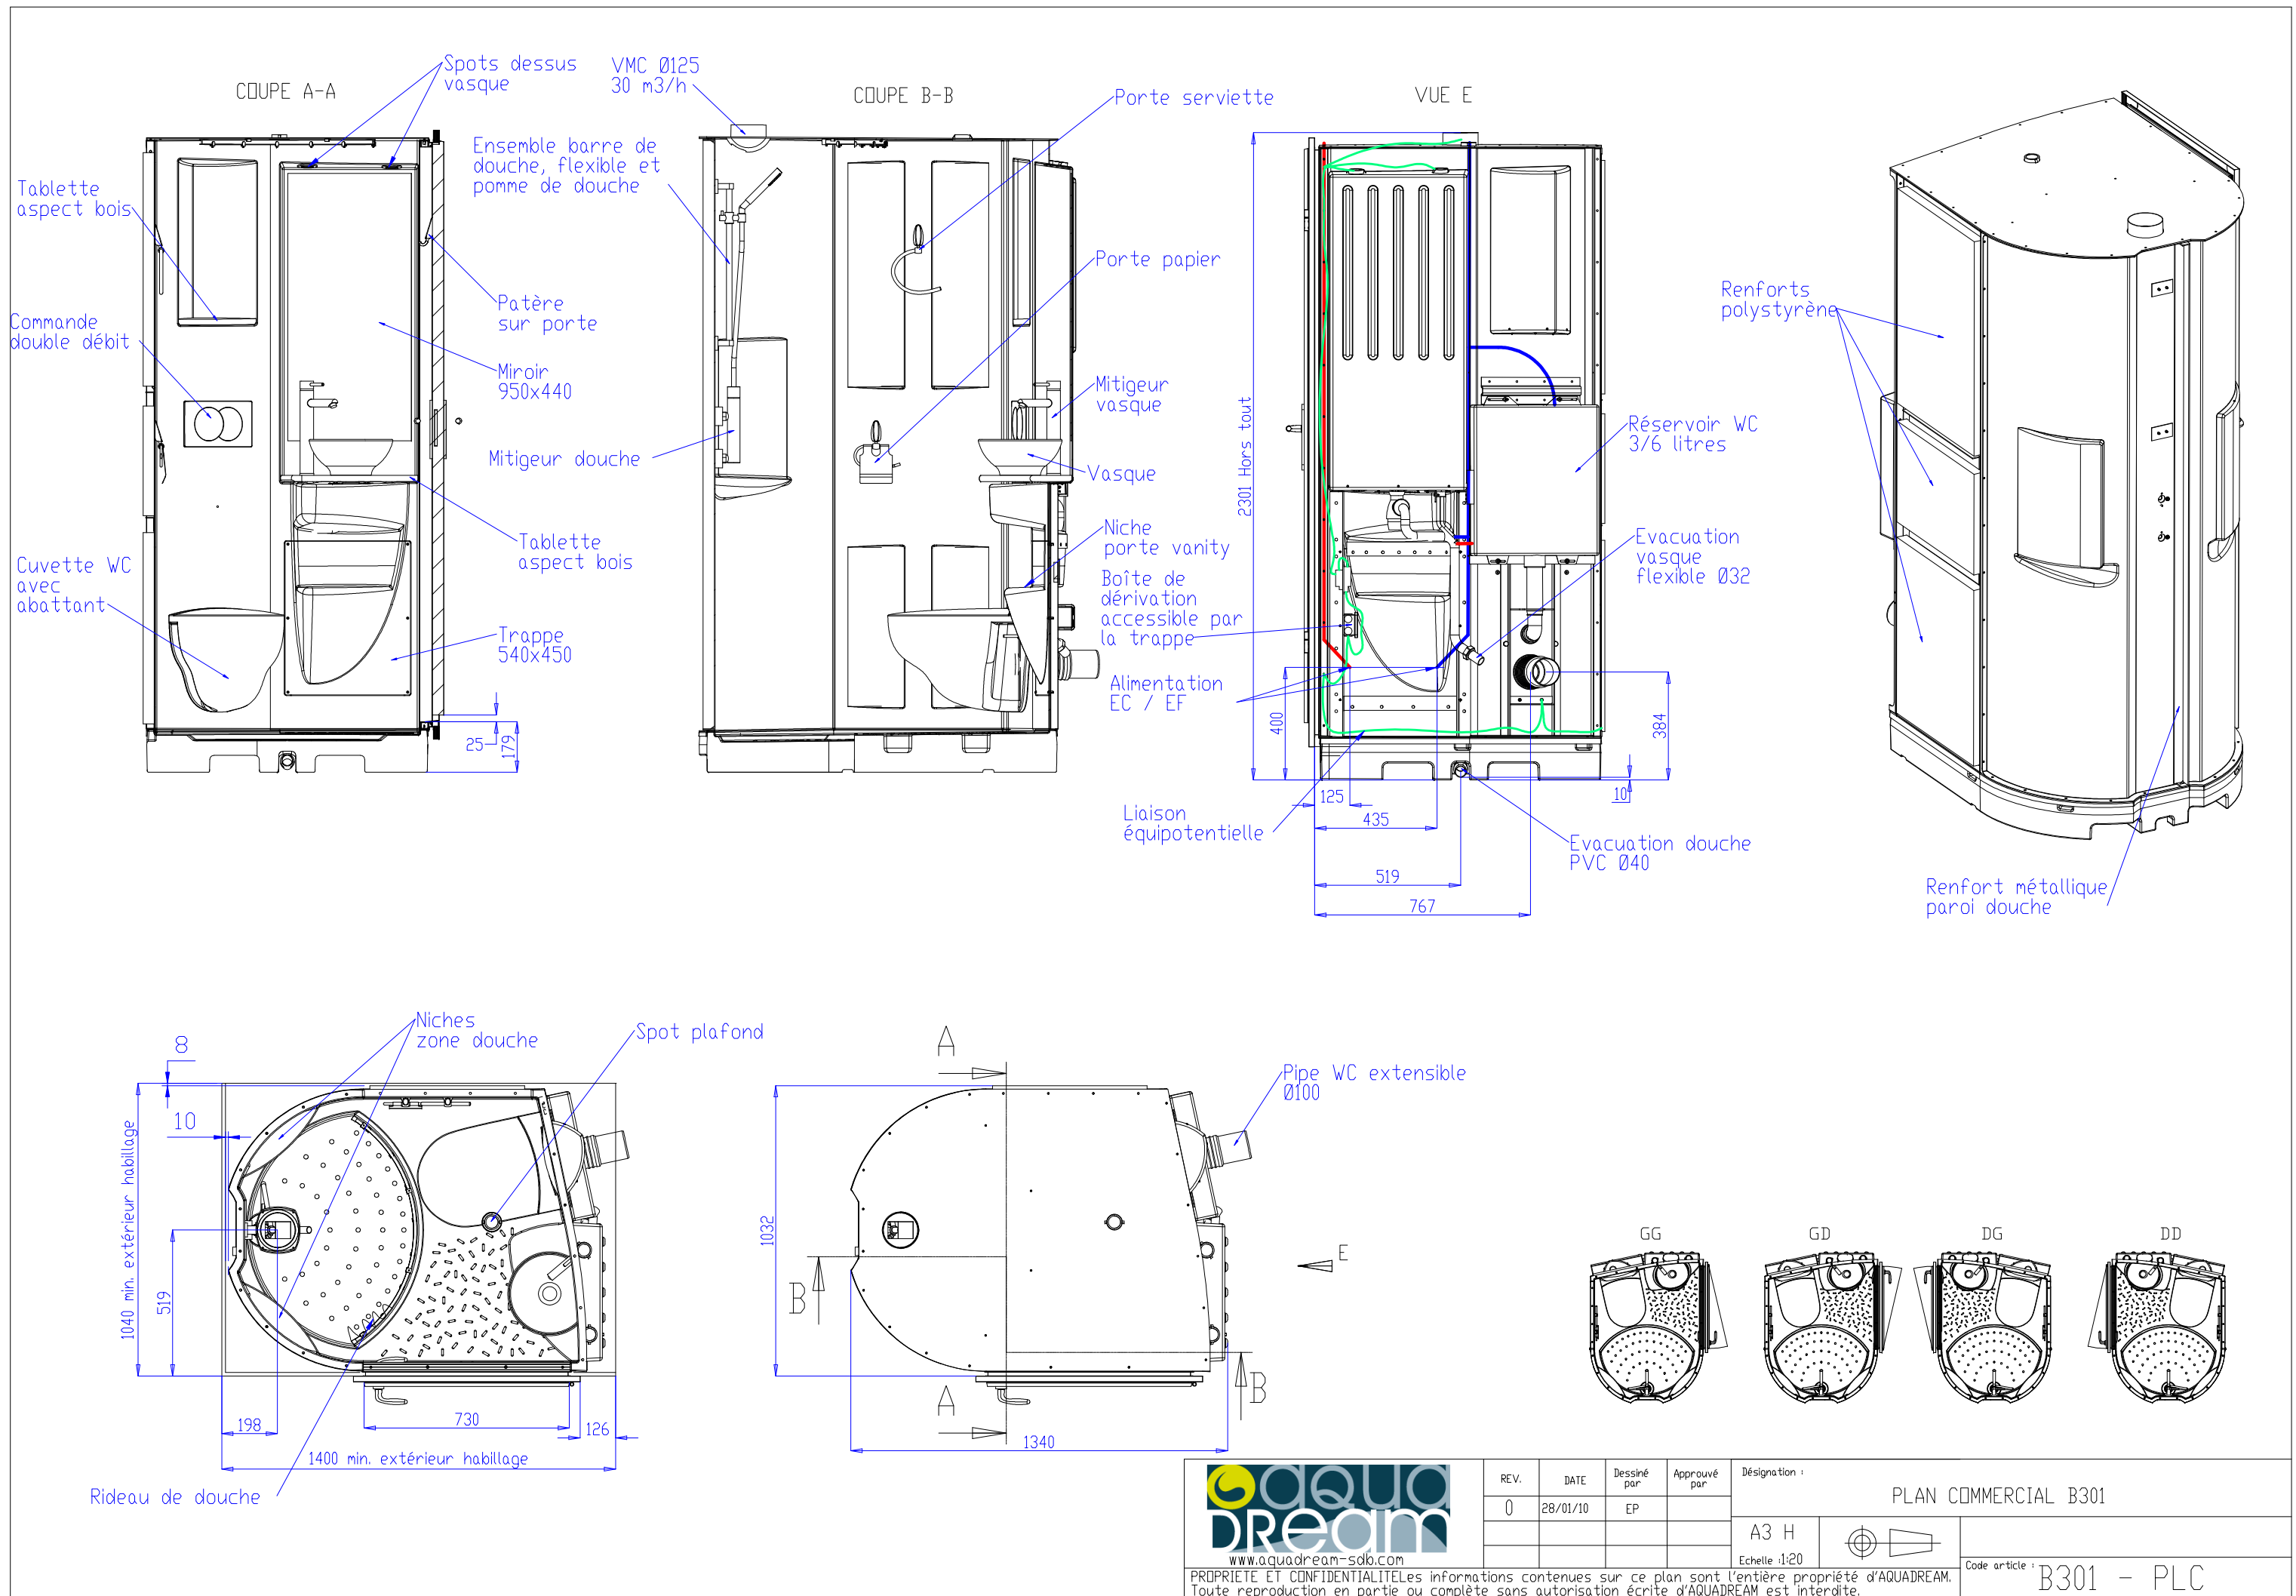 COUPE A-A
Spots dessus
vasque
VMC Ø125
30 m3/h
COUPE B-B
Porte serviette
VUE E
Ensemble barre de
douche, flexible et
pomme de douche
Tablette
aspect bois
Commande
double débit
Patère
sur porte
Miroir
950x440
Mitigeur douche
Porte papier
Mitigeur
vasque
Vasque
Niche
porte vanity
Boîte de
dérivation
accessible par
la trappe
Alimentation
EC / EF
Tablette
aspect bois
Cuvette WC
avec
abattant
Trappe
540x450
25
179
2301 Hors tout
Réservoir WC
3/6 litres
Evacuation
vasque
flexible Ø32
400
384
10
125
435
519
767
Liaison
équipotentielle
Evacuation douche
PVC Ø40
Renforts
polystyrène
Renfort métallique
paroi douche
Niches
zone douche
Spot plafond
8
10
1040 min. extérieur habillage
519
198
730
126
1400 min. extérieur habillage
Rideau de douche
A
A
B
B
E
1032
1340
Pipe WC extensible
Ø100
GG
GD
DG
DD
aqua
DReam
www.aquadream-sdb.com
REV.
DATE
Dessiné
par
Approuvé
par
0
28/01/10
EP
Désignation :
PLAN COMMERCIAL B301
A3 H
Echelle :1:20
Code article :
B301 - PLC
PROPRIETE ET CONFIDENTIALITELes informations contenues sur ce plan sont l'entière propriété d'AQUADREAM.
Toute reproduction en partie ou complète sans autorisation écrite d'AQUADREAM est interdite.